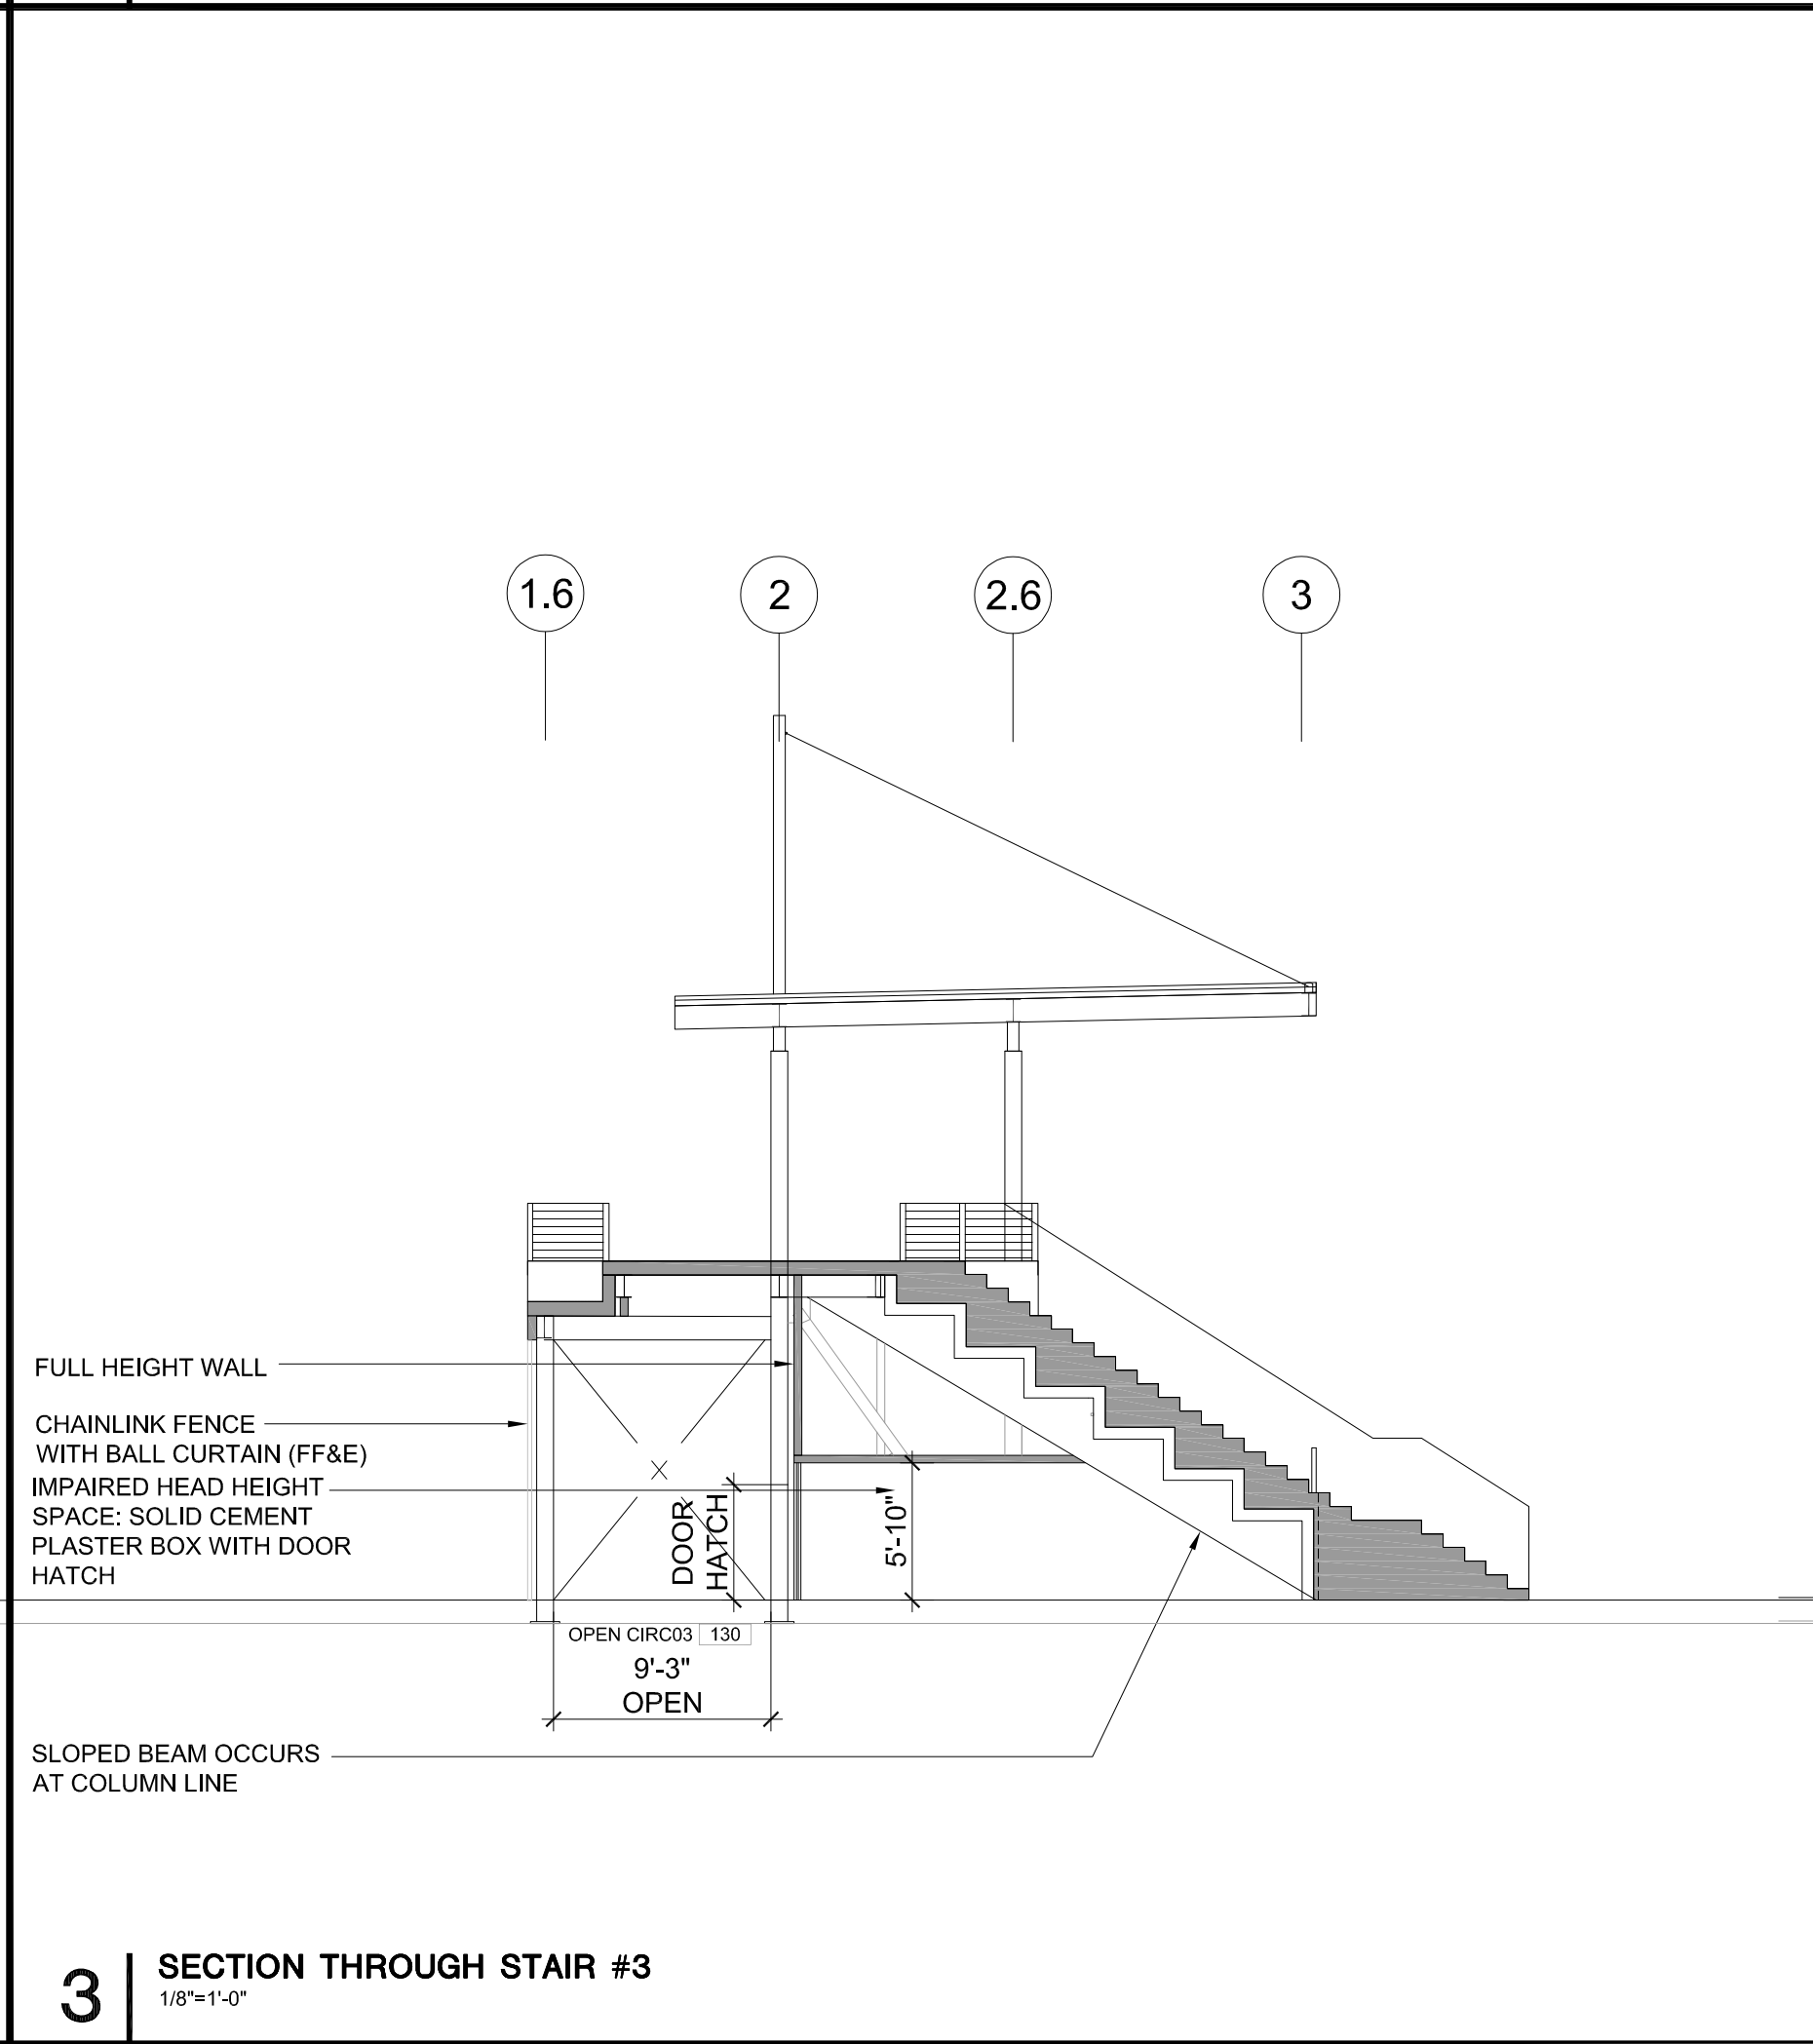 1.6
2
2.6
3
FULL HEIGHT WALL
CHAINLINK FENCE
WITH BALL CURTAIN (FF&E)
IMPAIRED HEAD HEIGHT
SPACE: SOLID CEMENT
PLASTER BOX WITH DOOR
HATCH
DOOR
HATCH
5'-10"
OPEN CIRC03 130
9'-3"
OPEN
SLOPED BEAM OCCURS
AT COLUMN LINE
3
SECTION THROUGH STAIR #3
1/8"=1'-0"